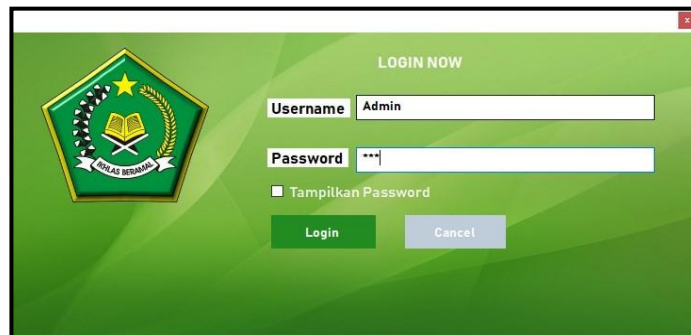 x
LOGIN NOW
Username Admin
Password ***
Tampilkan Password
Login Cancel
IKHLAS BERAMAL